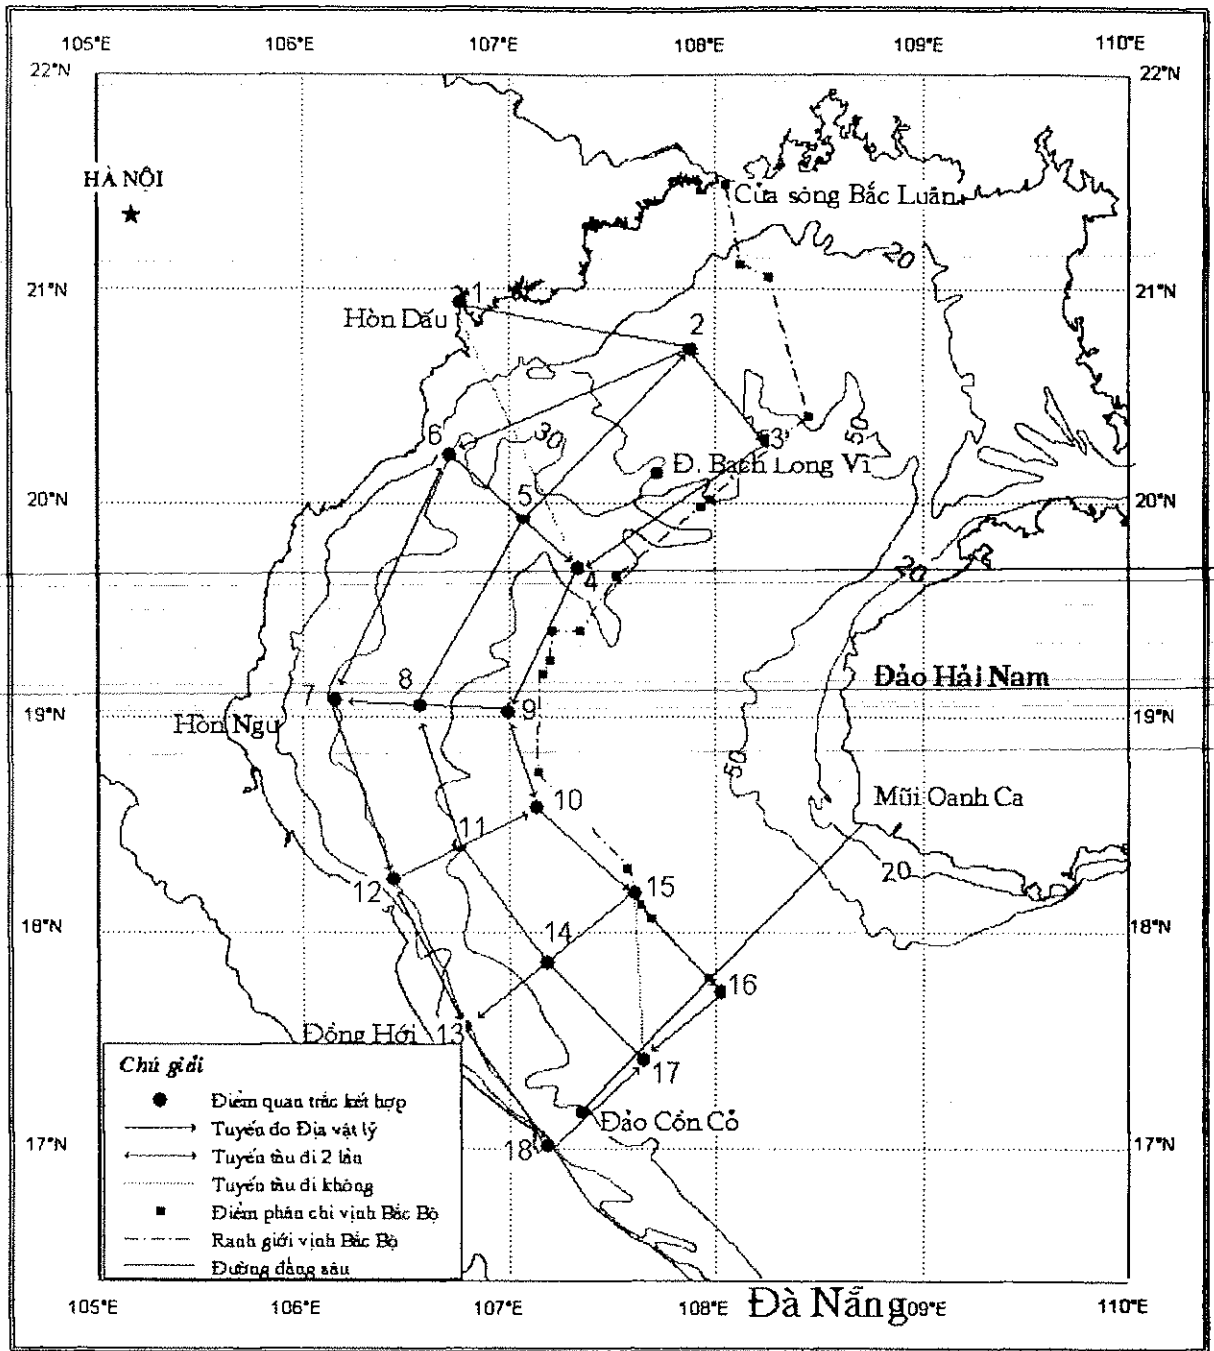 105°E 106°E 107°E 108°E 109°E 110°E
22°N 22°N
HÀ NỘI
Cửa sông Bắc Luân
20
21°N 21°N
1
Hòn Dấu
2
6
30
3
50
Đ. Bạch Long Vĩ
20°N 20°N
5
4
20
Đảo Hải Nam
7 8
9
19°N 19°N
Hòn Ngư
50
Mũi Oanh Ca
10
11
20
12
15
18°N 18°N
14
16
Đồng Hới 13
17
Đảo Cồn Cỏ
18
17°N 17°N
Chú giải
Điểm quan trắc kết hợp
Tuyến đo Địa vật lý
Tuyến tàu đi 2 lần
Tuyến tàu đi không
Điểm phân chi vịnh Bắc Bộ
Ranh giới vịnh Bắc Bộ
Đường đẳng sâu
105°E 106°E 107°E 108°E Đà Nẵng 109°E 110°E